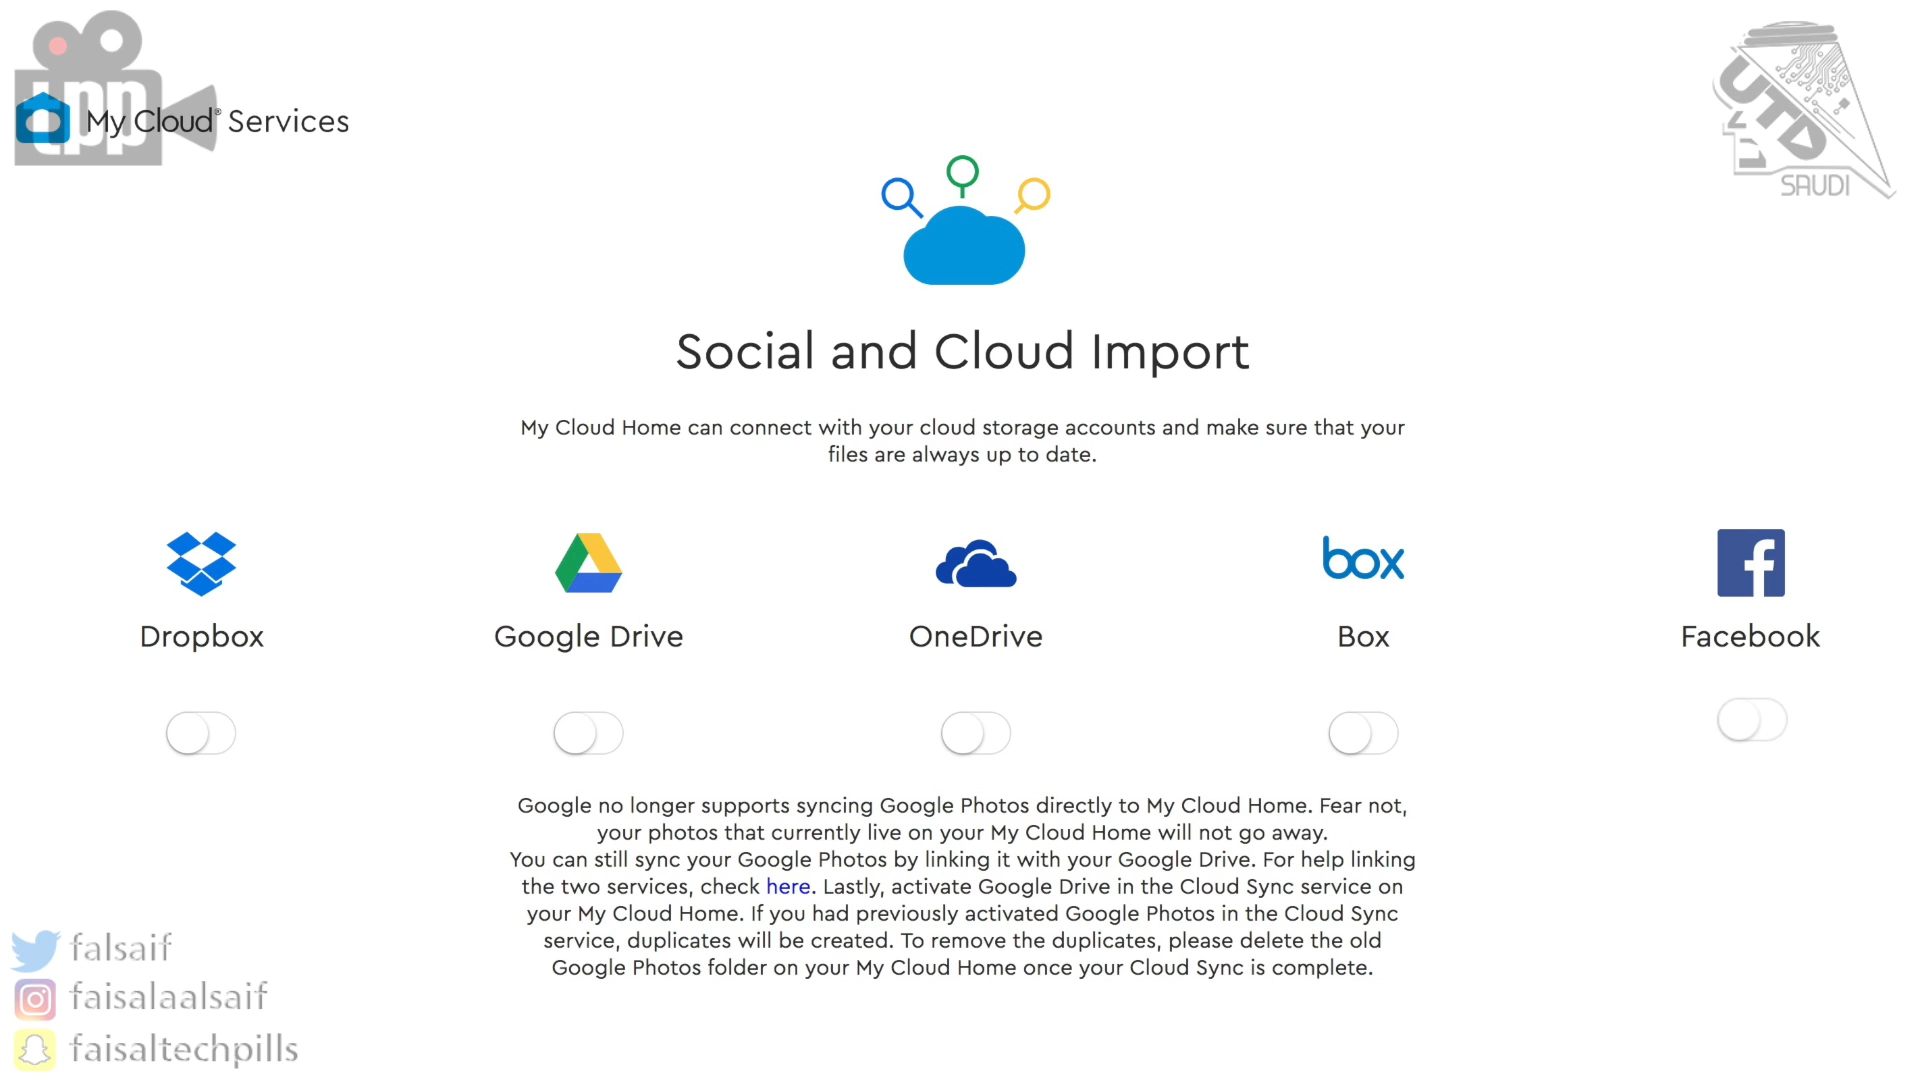 tpp
My Cloud® Services
UTD
SAUDI
Social and Cloud Import
My Cloud Home can connect with your cloud storage accounts and make sure that your
files are always up to date.
box
Dropbox
Google Drive
OneDrive
Box
Facebook
Google no longer supports syncing Google Photos directly to My Cloud Home. Fear not,
your photos that currently live on your My Cloud Home will not go away.
You can still sync your Google Photos by linking it with your Google Drive. For help linking
the two services, check here. Lastly, activate Google Drive in the Cloud Sync service on
your My Cloud Home. If you had previously activated Google Photos in the Cloud Sync
service, duplicates will be created. To remove the duplicates, please delete the old
Google Photos folder on your My Cloud Home once your Cloud Sync is complete.
falsaif
faisalaalsaif
faisaltechpills